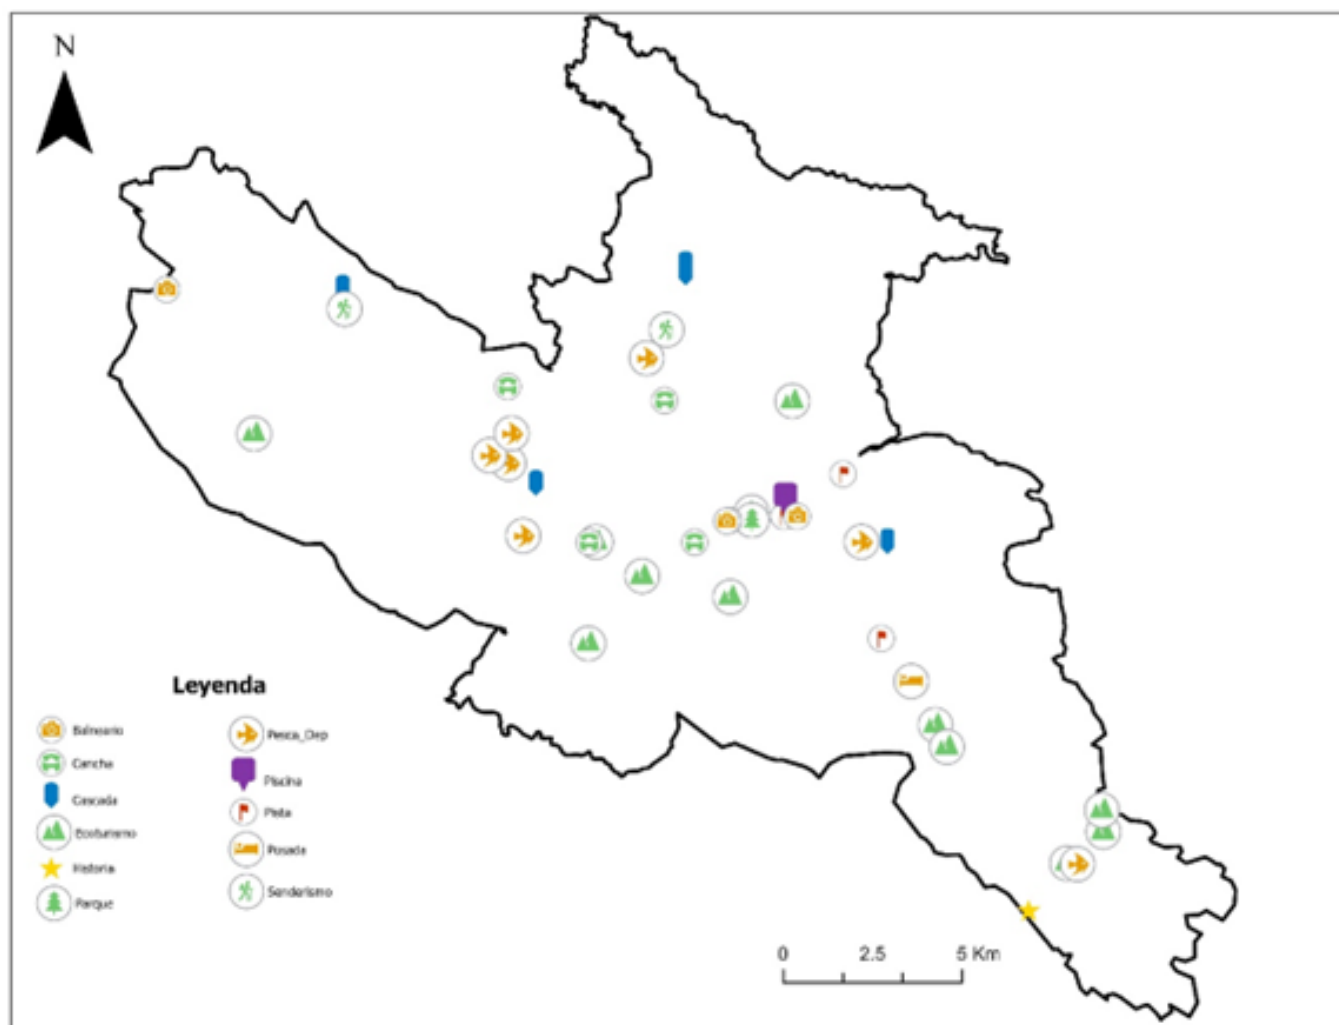 N
Leyenda
Balneario
Cancha
Cascada
Ecoturismo
Historia
Parque
Pesca_Dep
Piscina
Pista
Posada
Senderismo
0 2.5 5 Km